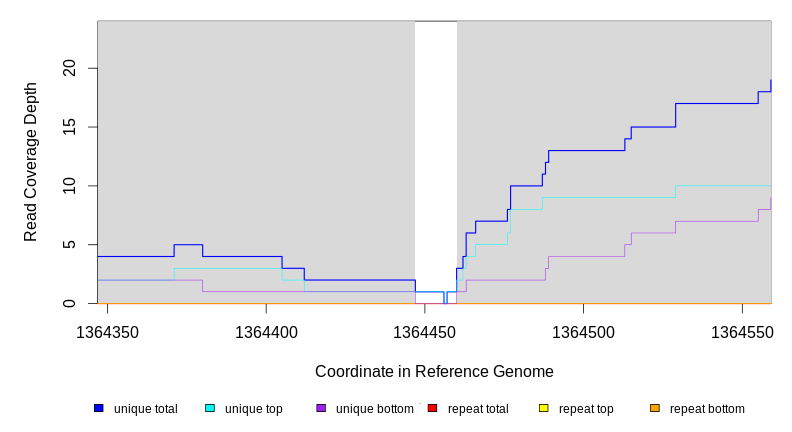 20
15
10
5
0
Read Coverage Depth
1364350 1364400 1364450 1364500 1364550
Coordinate in Reference Genome
unique total unique top unique bottom repeat total repeat top repeat bottom